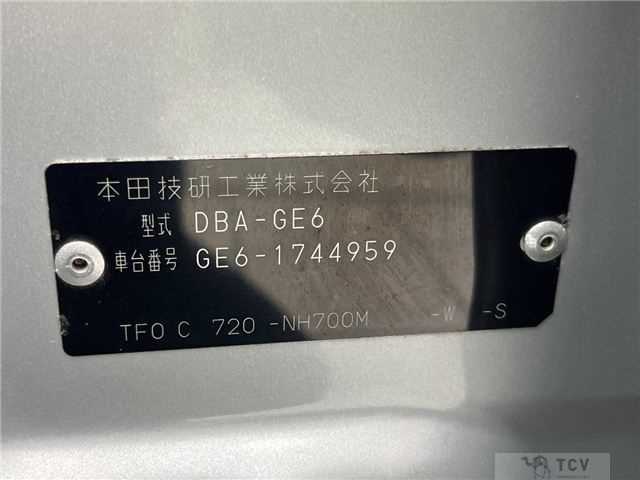 本田技研工業株式会社
型式 DBA-GE6
車台番号 GE6-1744959
TF0 C 720 -NH700M -W -S
TCV